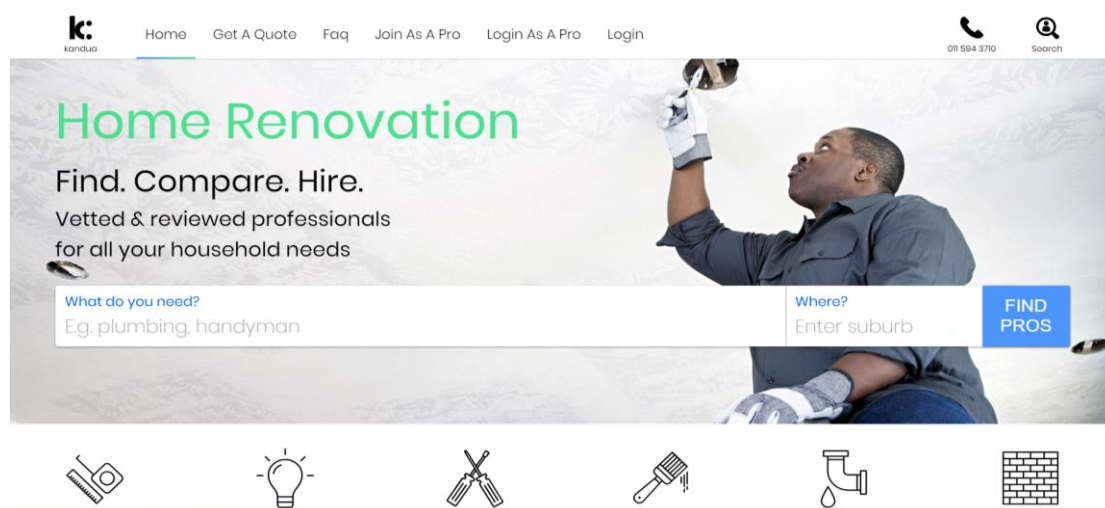 k:
kandua
Home
Get A Quote
Faq
Join As A Pro
Login As A Pro
Login
011 594 3710
Search
Home Renovation
Find. Compare. Hire.
Vetted & reviewed professionals
for all your household needs
What do you need?
E.g. plumbing, handyman
Where?
Enter suburb
FIND
PROS